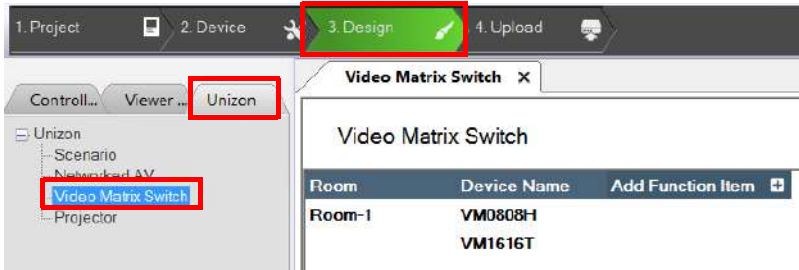 1. Project 2. Device 3. Design 4. Upload
Controll... Viewer ... Unizon
Unizon
Scenario
Networked AV
Video Matrix Switch
Projector
Video Matrix Switch X
Video Matrix Switch
Room Device Name Add Function Item
Room-1 VM0808H
VM1616T